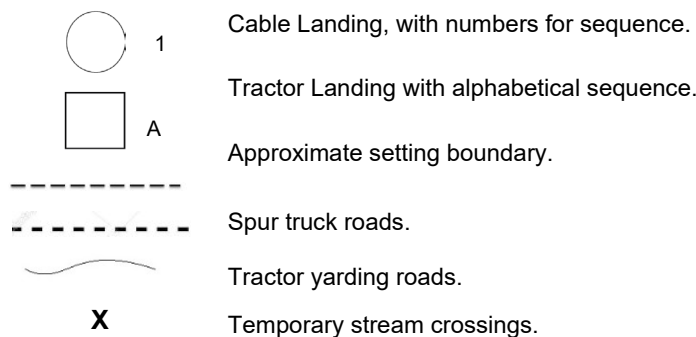 1 Cable Landing, with numbers for sequence.
A Tractor Landing with alphabetical sequence.
Approximate setting boundary.
Spur truck roads.
Tractor yarding roads.
X Temporary stream crossings.